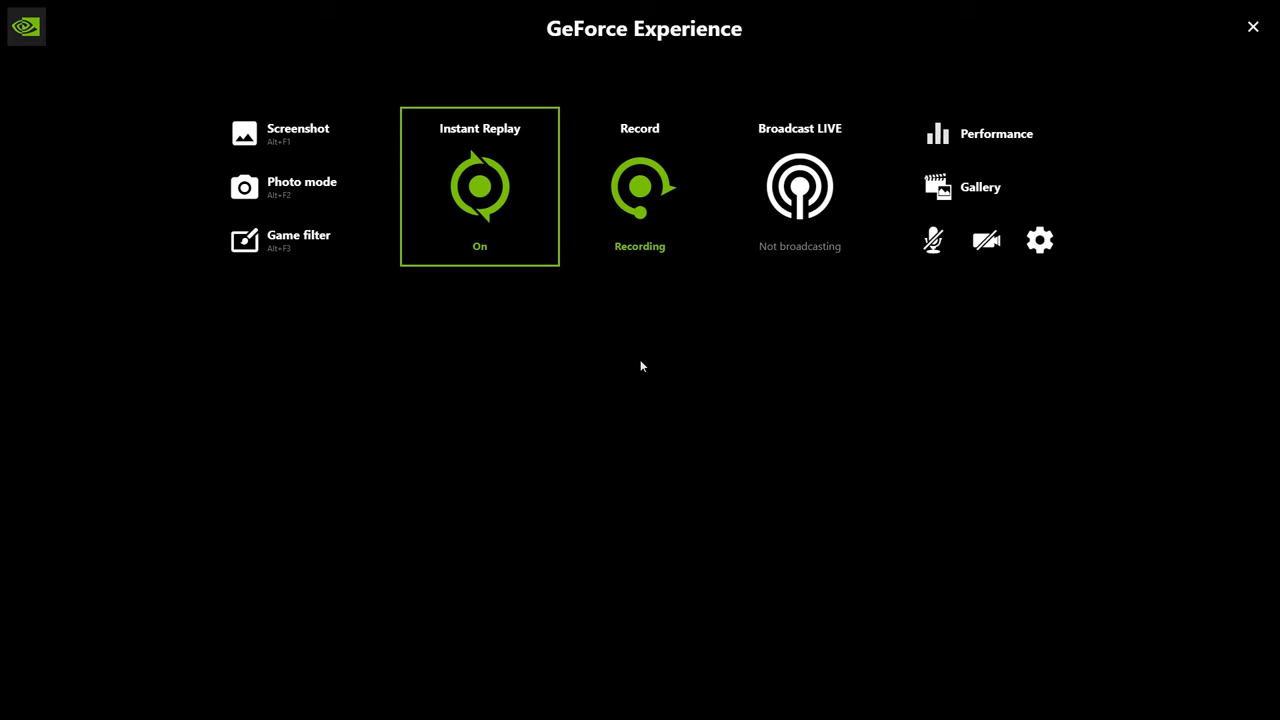 GeForce Experience
Screenshot
Alt+F1
Photo mode
Alt+F2
Game filter
Alt+F3
Instant Replay
On
Record
Recording
Broadcast LIVE
Not broadcasting
Performance
Gallery